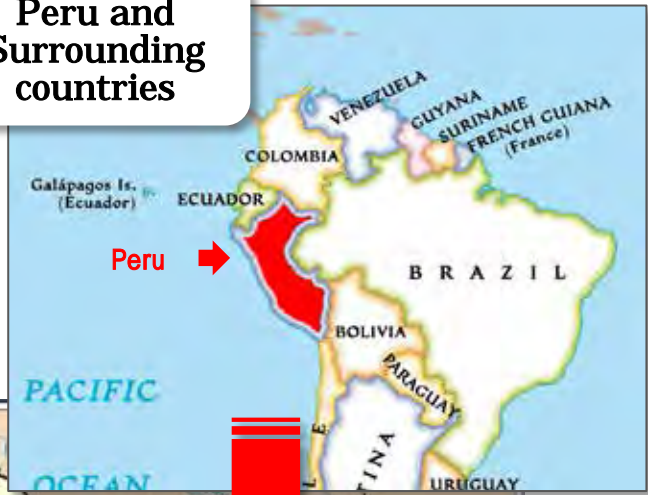 Peru and
Surrounding
countries
VENEZUELA
GUYANA
SURINAME
FRENCH GUIANA
(France)
COLOMBIA
Galápagos Is.
(Ecuador)
ECUADOR
Peru
BRAZIL
BOLIVIA
PARAGUAY
PACIFIC
OCEAN
L E
TINA
URUGUAY